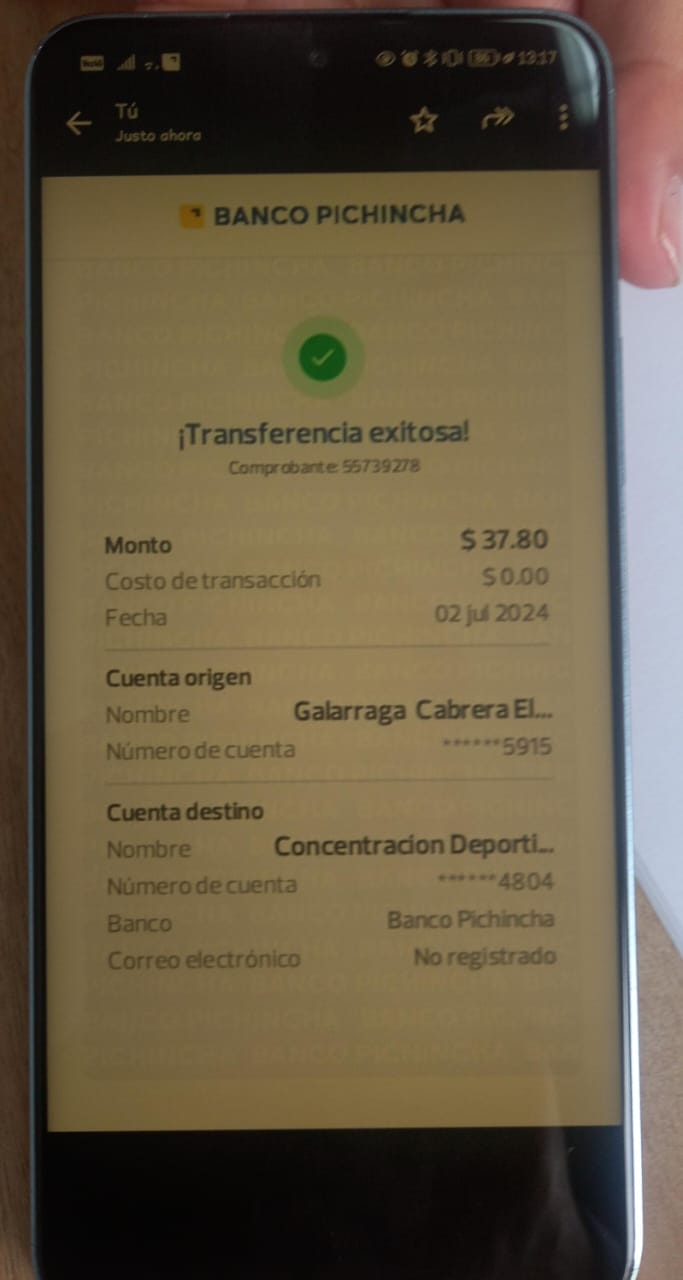 13:17
Tú
Justo ahora
BANCO PICHINCHA
¡Transferencia exitosa!
Comprobante: 55739278
Monto $ 37.80
Costo de transacción $ 0.00
Fecha 02 jul 2024
Cuenta origen
Nombre Galarraga Cabrera El...
Número de cuenta ******5915
Cuenta destino
Nombre Concentracion Deporti...
Número de cuenta ******4804
Banco Banco Pichincha
Correo electrónico No registrado